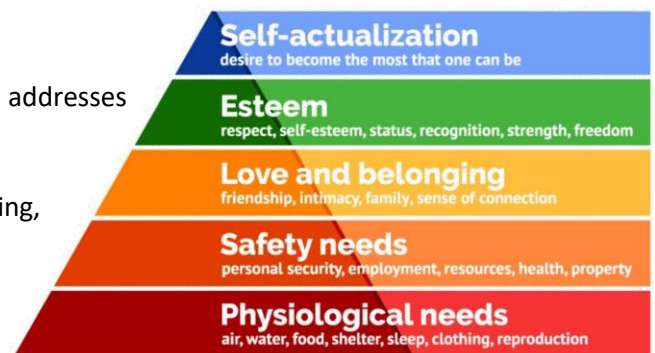 Self-actualization
desire to become the most that one can be
addresses
Esteem
respect, self-esteem, status, recognition, strength, freedom
Love and belonging
friendship, intimacy, family, sense of connection
ing,
Safety needs
personal security, employment, resources, health, property
Physiological needs
air, water, food, shelter, sleep, clothing, reproduction